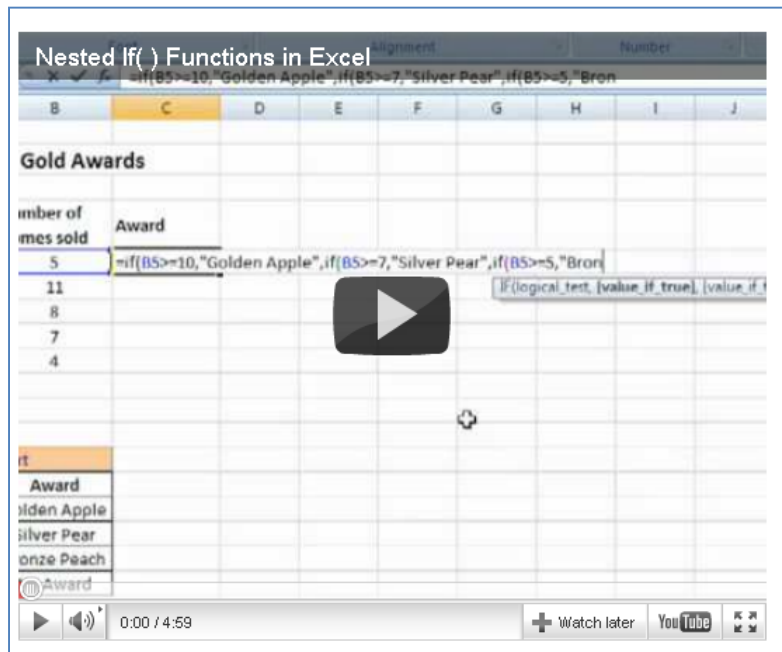 Nested If( ) Functions in Excel
Alignment
Number
=if(B5>=10,"Golden Apple",if(B5>=7,"Silver Pear",if(B5>=5,"Bron
B C D E F G H I J
Gold Awards
umber of
mes sold
Award
5
=if(B5>=10,"Golden Apple",if(B5>=7,"Silver Pear",if(B5>=5,"Bron
IF(logical_test, [value_if_true], [value_if_
11
8
7
4
rt
Award
olden Apple
Silver Pear
onze Peach
Award
0:00 / 4:59
Watch later
YouTube